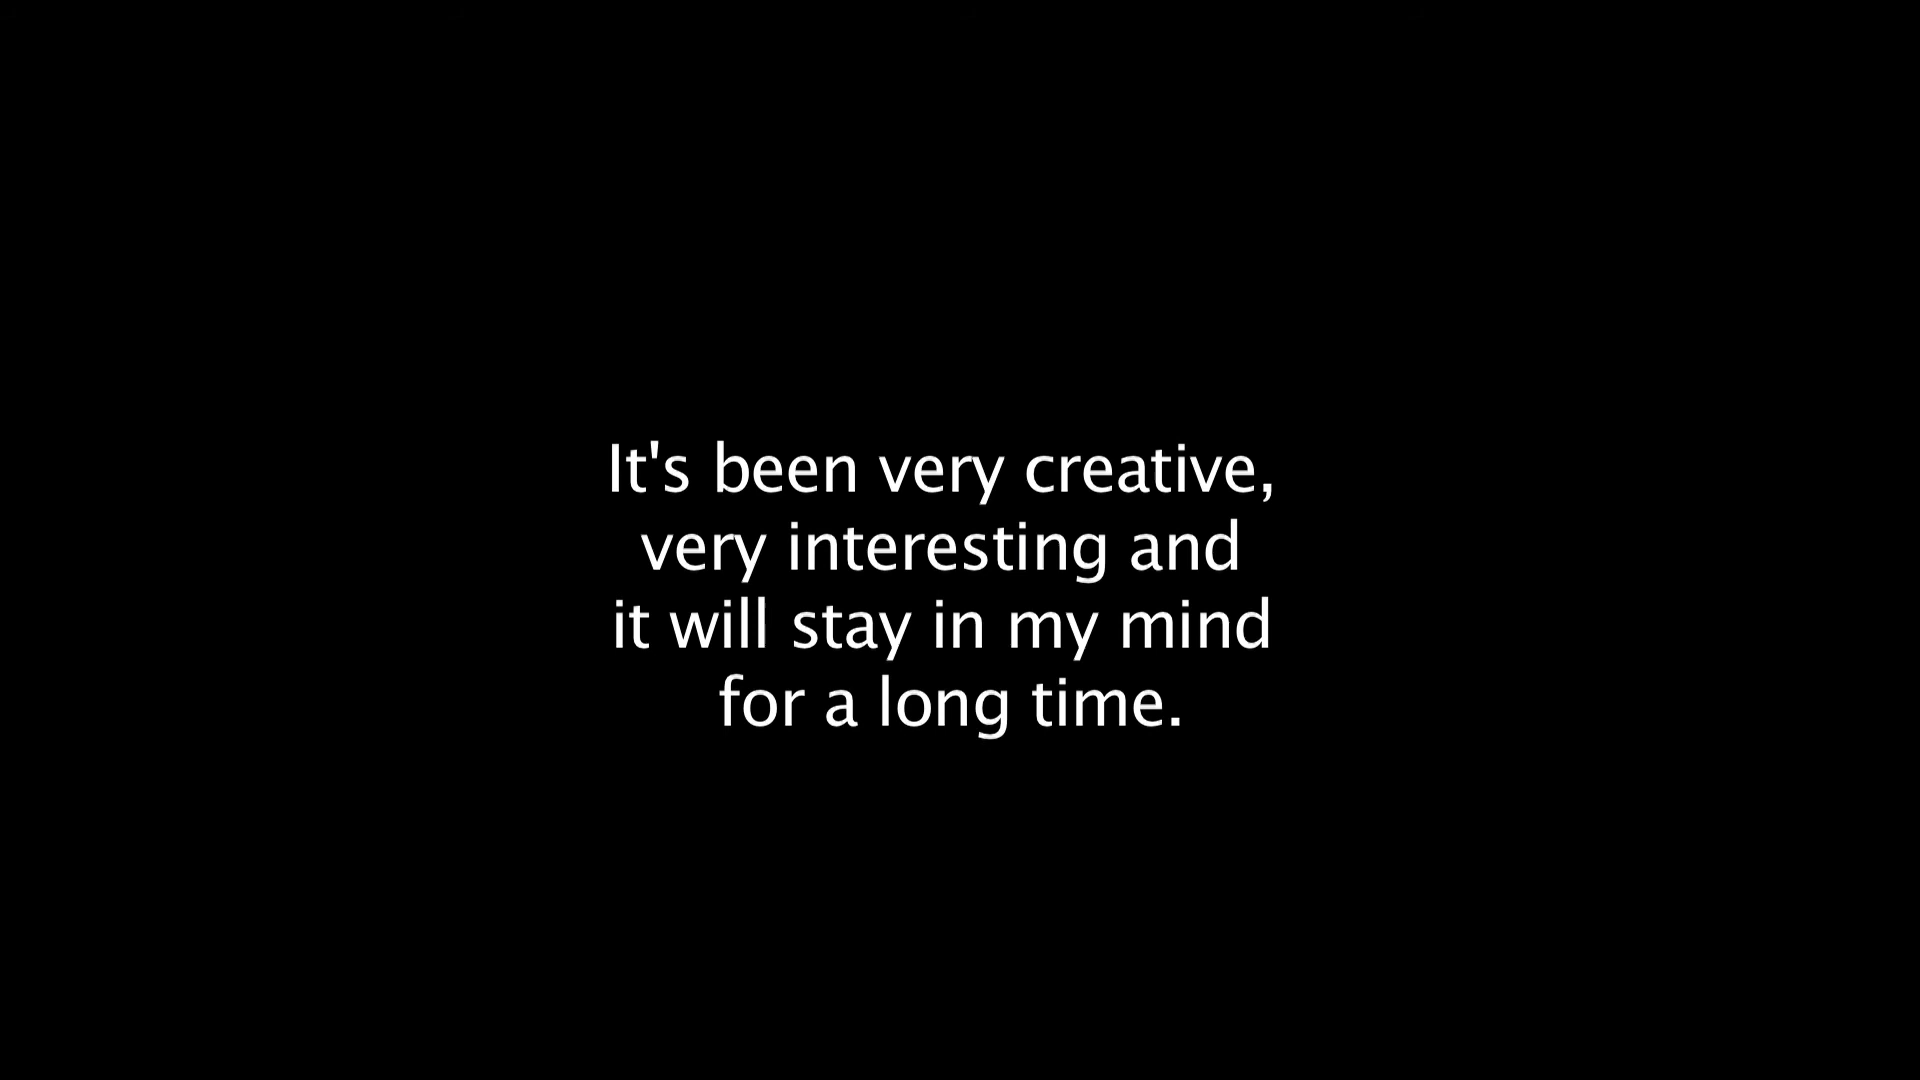 It's been very creative,
very interesting and
it will stay in my mind
for a long time.